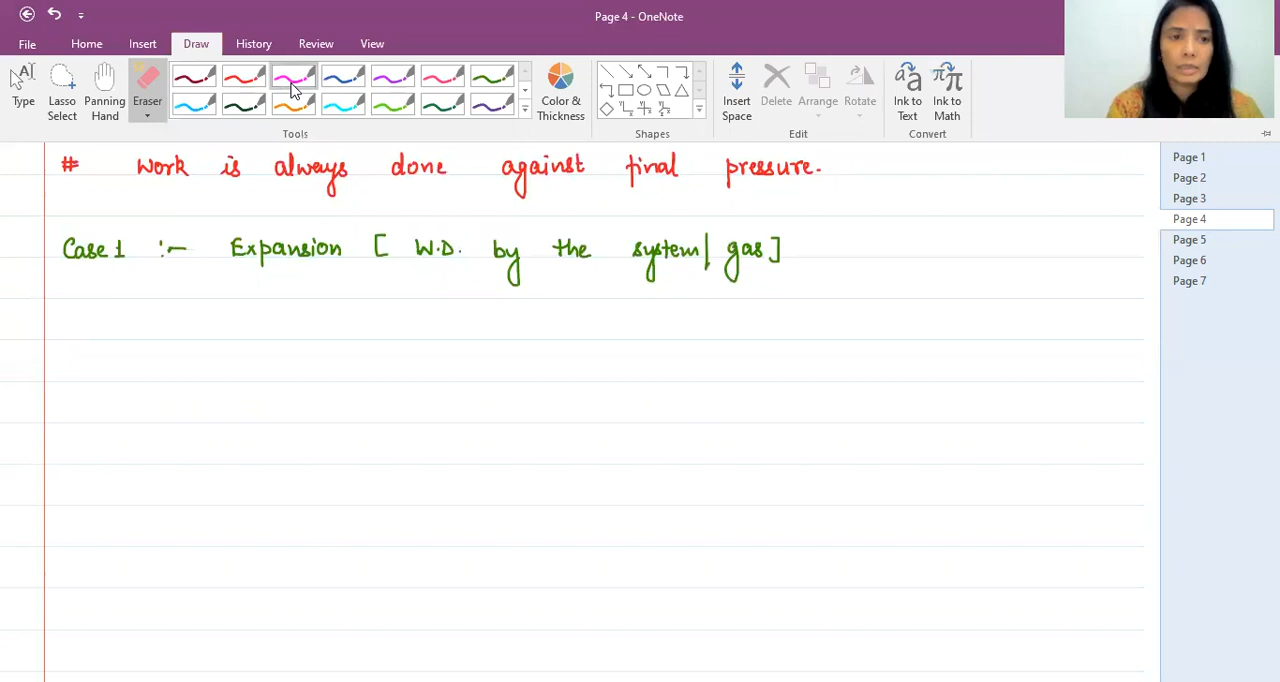 Page 4 - OneNote
File Home Insert Draw History Review View
Type Lasso Select Panning Hand Eraser Color & Thickness Insert Space Delete Arrange Rotate Ink to Text Ink to Math
Tools Shapes Edit Convert
# Work is always done against final pressure.
Case 1 :- Expansion [ W.D. by the system/ gas]
Page 1
Page 2
Page 3
Page 4
Page 5
Page 6
Page 7